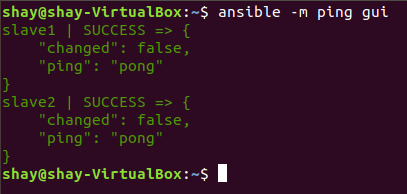 shay@shay-VirtualBox:~$ ansible -m ping gui
slave1 | SUCCESS => {
    "changed": false,
    "ping": "pong"
}
slave2 | SUCCESS => {
    "changed": false,
    "ping": "pong"
}
shay@shay-VirtualBox:~$